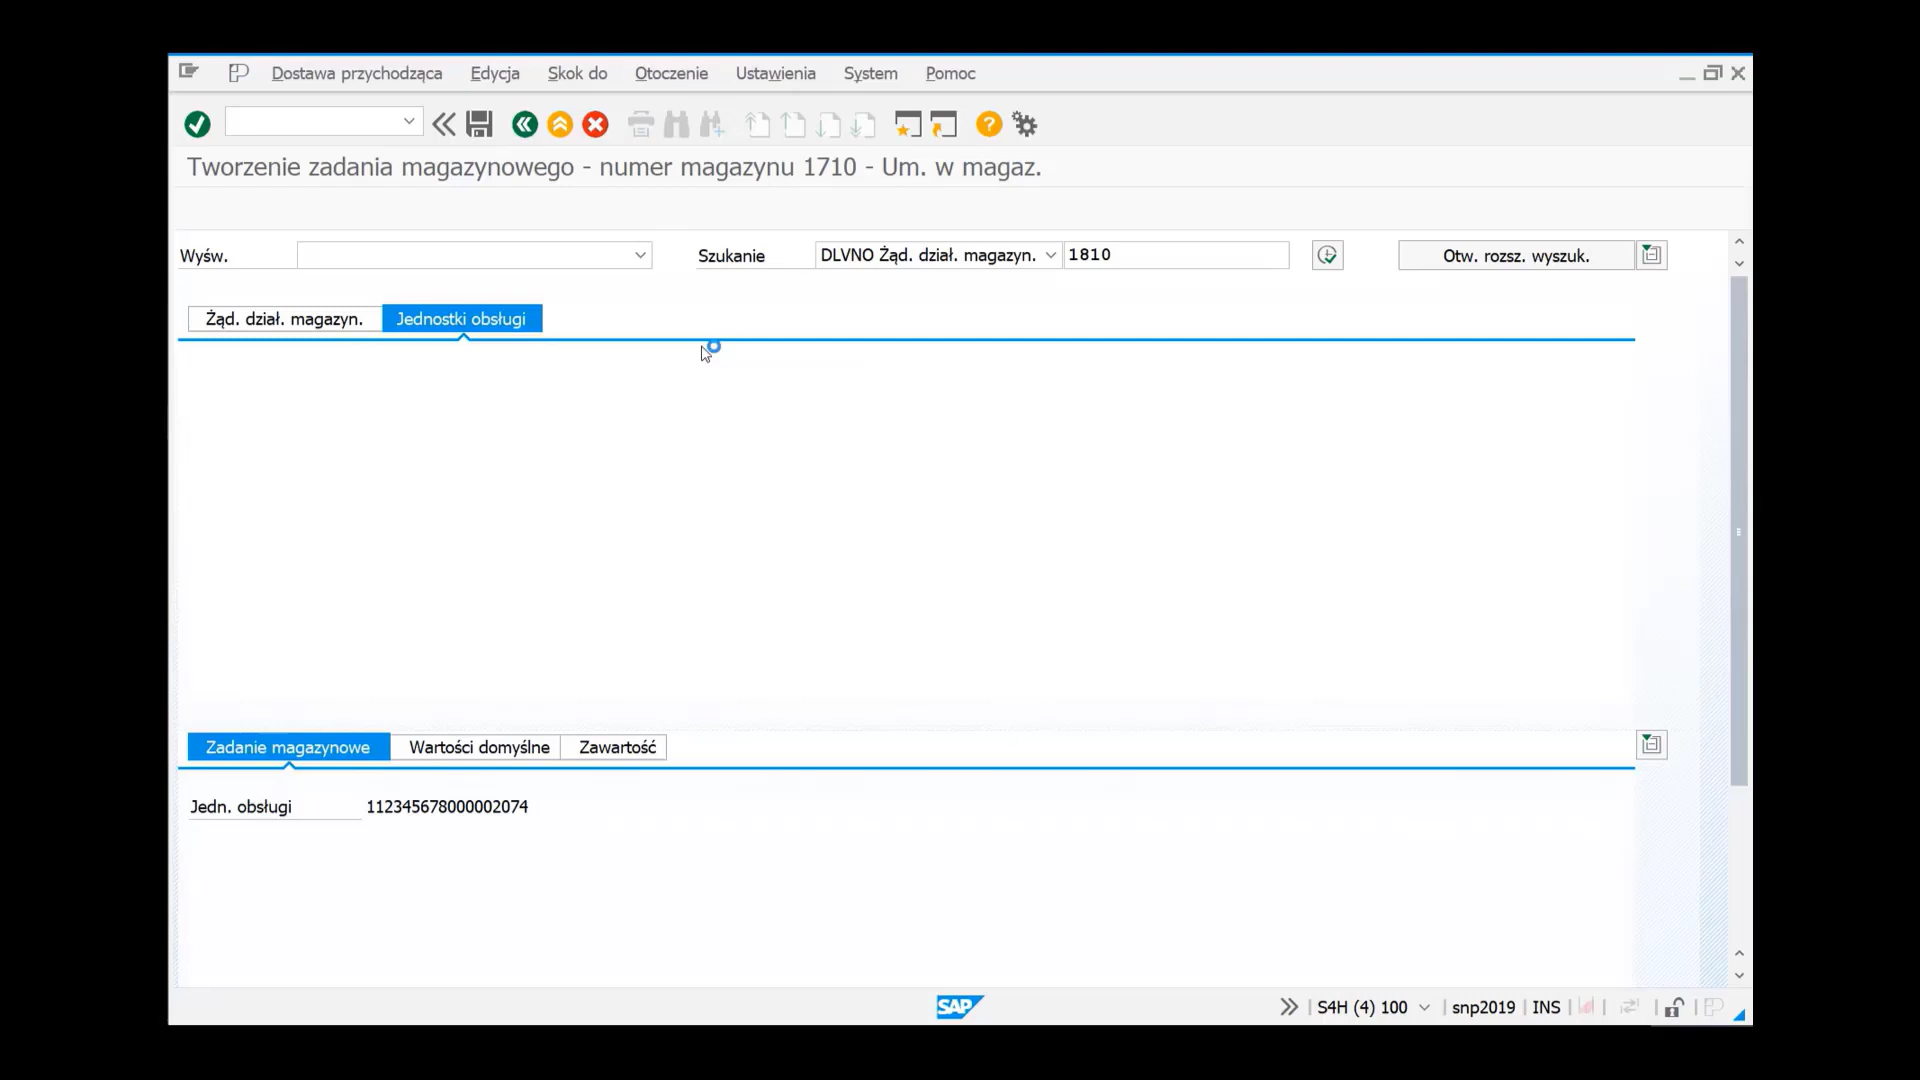 Dostawa przychodząca Edycja Skok do Otoczenie Ustawienia System Pomoc
Tworzenie zadania magazynowego - numer magazynu 1710 - Um. w magaz.
Wyśw. Szukanie DLVNO Żąd. dział. magazyn. 1810 Otw. rozsz. wyszuk.
Żąd. dział. magazyn. Jednostki obsługi
Zadanie magazynowe Wartości domyślne Zawartość
Jedn. obsługi 112345678000002074
SAP S4H (4) 100 snp2019 INS